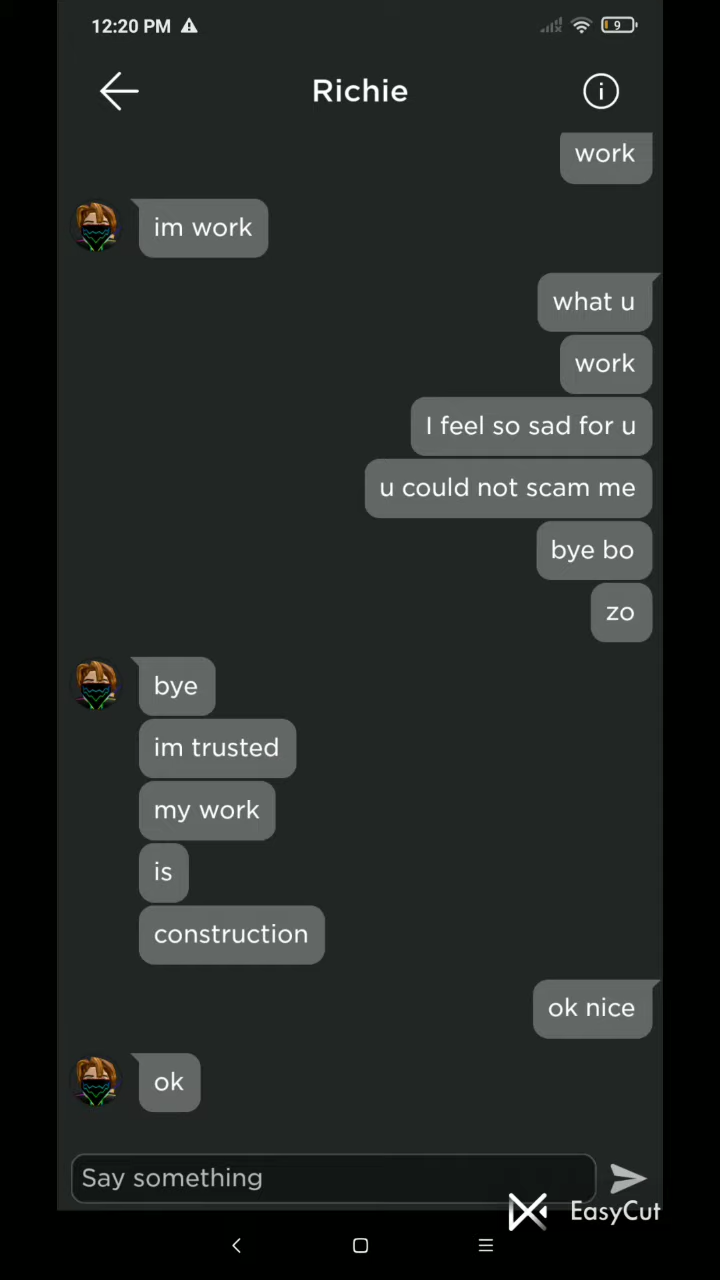 12:20 PM
9
Richie
work
im work
what u
work
I feel so sad for u
u could not scam me
bye bo
zo
bye
im trusted
my work
is
construction
ok nice
ok
Say something
EasyCut